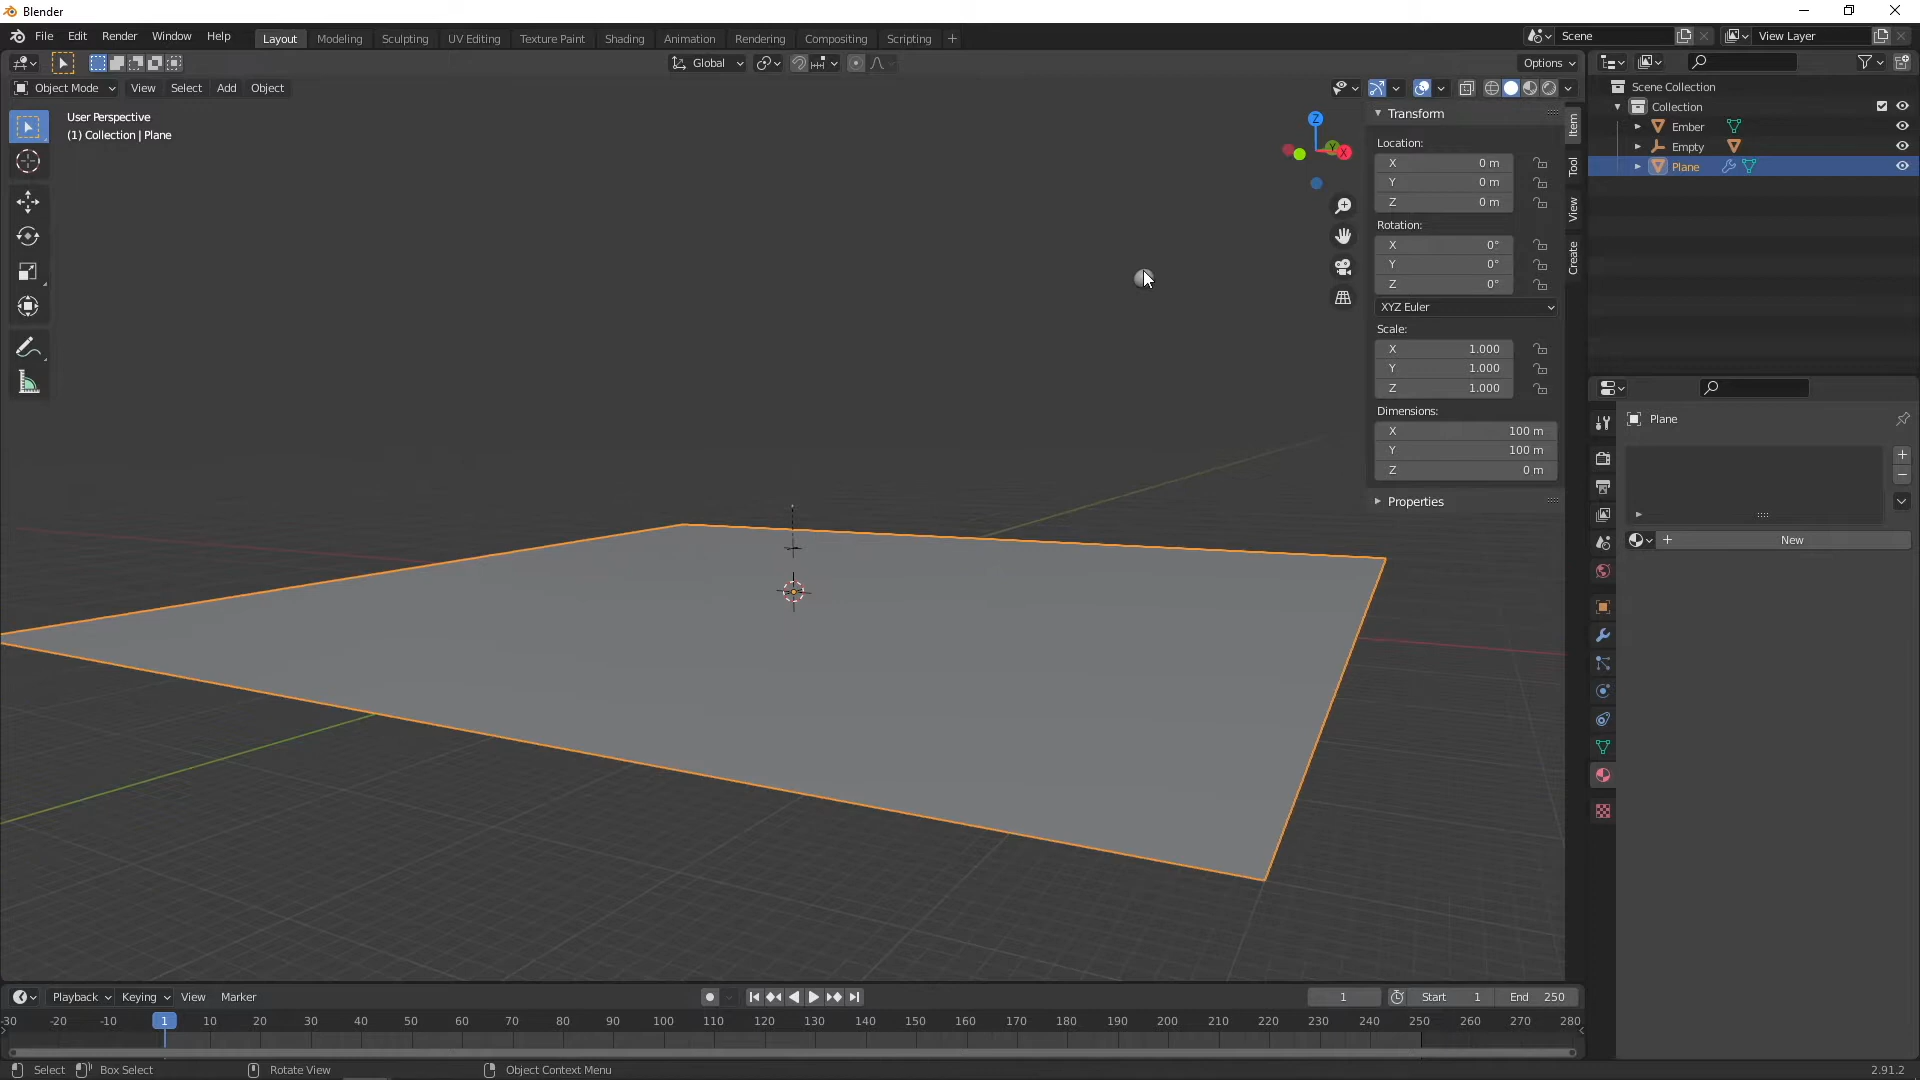 Blender
File Edit Render Window Help
Layout Modeling Sculpting UV Editing Texture Paint Shading Animation Rendering Compositing Scripting +
Scene
View Layer
Global
Options
Object Mode View Select Add Object
User Perspective
(1) Collection | Plane
Z
Y
X
Transform
Location:
X 0 m
Y 0 m
Z 0 m
Rotation:
X 0°
Y 0°
Z 0°
XYZ Euler
Scale:
X 1.000
Y 1.000
Z 1.000
Dimensions:
X 100 m
Y 100 m
Z 0 m
Properties
Item
Tool
View
Create
Scene Collection
Collection
Ember
Empty
Plane
Plane
New
Playback Keying View Marker
1
Start 1
End 250
-30 -20 -10 1 10 20 30 40 50 60 70 80 90 100 110 120 130 140 150 160 170 180 190 200 210 220 230 240 250 260 270 280
Select Box Select Rotate View Object Context Menu
2.91.2